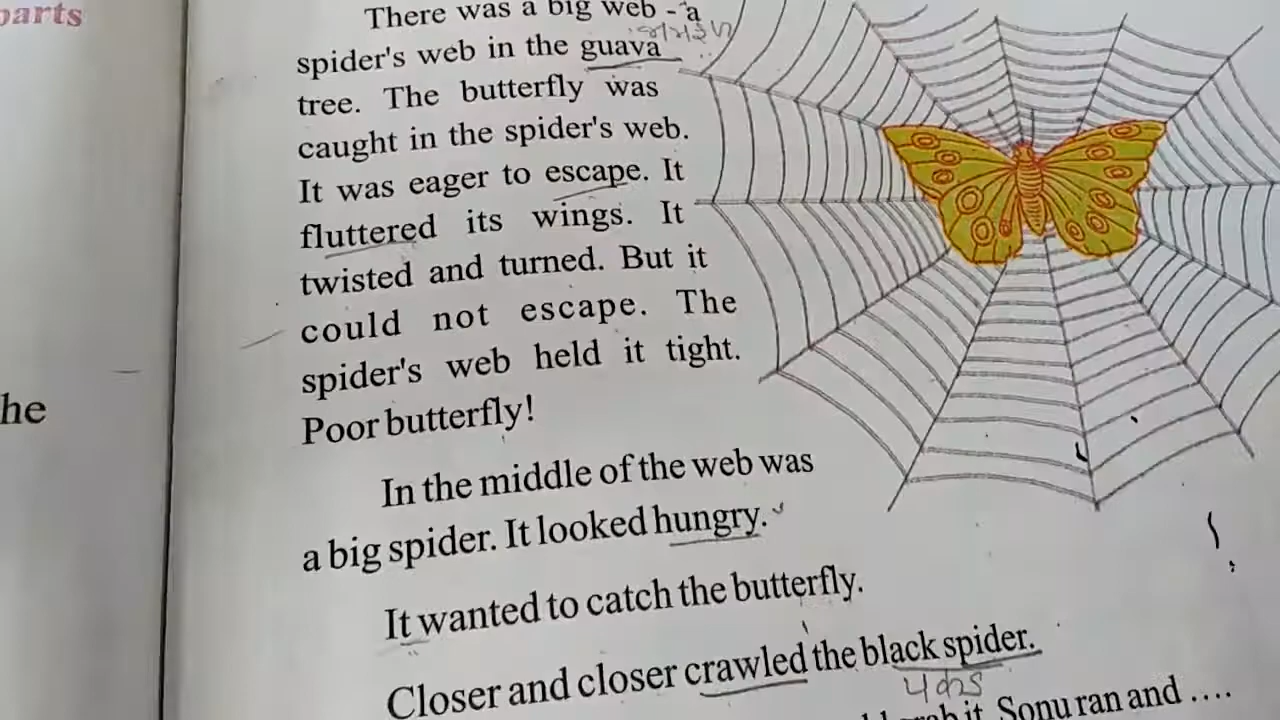 parts
he
There was a big web - a
spider's web in the guava
tree. The butterfly was
caught in the spider's web.
It was eager to escape. It
fluttered its wings. It
twisted and turned. But it
could not escape. The
spider's web held it tight.
Poor butterfly!
In the middle of the web was
a big spider. It looked hungry.
It wanted to catch the butterfly.
Closer and closer crawled the black spider.
it. Sonu ran and ....